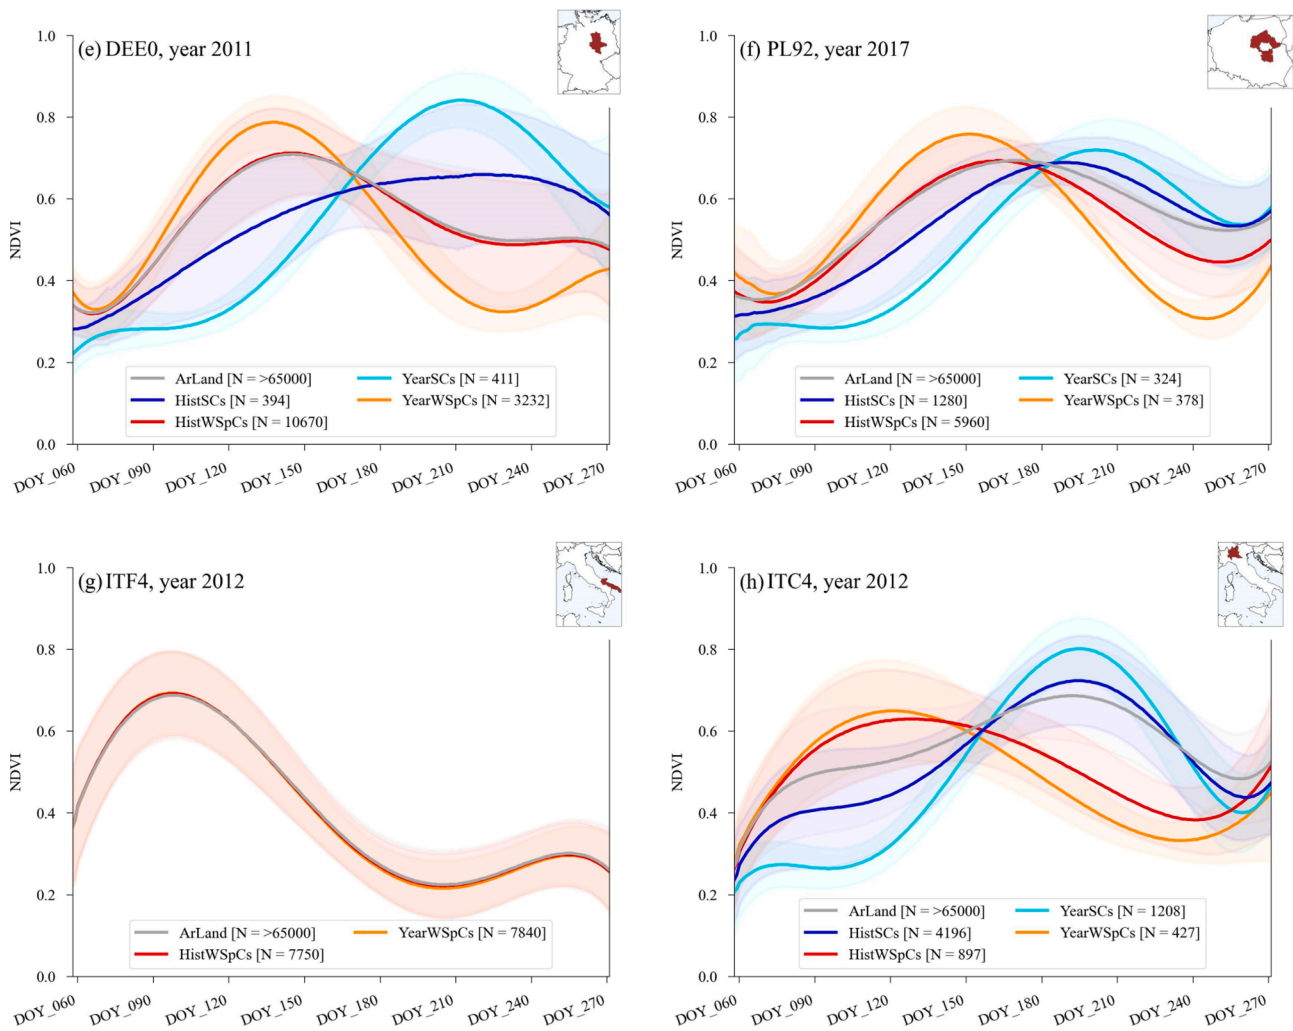 (e) DEE0, year 2011
1.0
0.8
0.6
0.4
0.2
0.0
NDVI
ArLand [N = >65000]
HistSCs [N = 394]
HistWSpCs [N = 10670]
YearSCs [N = 411]
YearWSpCs [N = 3232]
DOY_060 DOY_090 DOY_120 DOY_150 DOY_180 DOY_210 DOY_240 DOY_270
(f) PL92, year 2017
1.0
0.8
0.6
0.4
0.2
0.0
NDVI
ArLand [N = >65000]
HistSCs [N = 1280]
HistWSpCs [N = 5960]
YearSCs [N = 324]
YearWSpCs [N = 378]
DOY_060 DOY_090 DOY_120 DOY_150 DOY_180 DOY_210 DOY_240 DOY_270
(g) ITF4, year 2012
1.0
0.8
0.6
0.4
0.2
0.0
NDVI
ArLand [N = >65000]
HistWSpCs [N = 7750]
YearWSpCs [N = 7840]
DOY_060 DOY_090 DOY_120 DOY_150 DOY_180 DOY_210 DOY_240 DOY_270
(h) ITC4, year 2012
1.0
0.8
0.6
0.4
0.2
0.0
NDVI
ArLand [N = >65000]
HistSCs [N = 4196]
HistWSpCs [N = 897]
YearSCs [N = 1208]
YearWSpCs [N = 427]
DOY_060 DOY_090 DOY_120 DOY_150 DOY_180 DOY_210 DOY_240 DOY_270